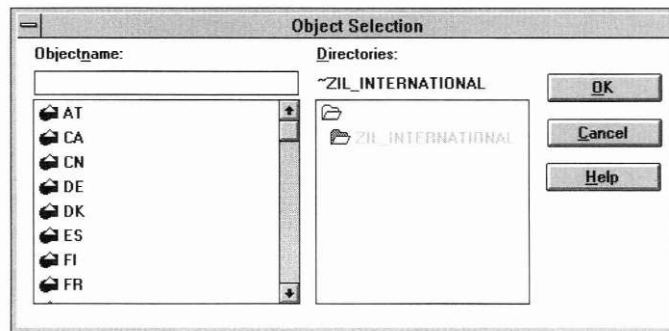 Object Selection
Objectname:
AT
CA
CN
DE
DK
ES
FI
FR
Directories:
~ZIL_INTERNATIONAL
ZIL_INTERNATIONAL
OK
Cancel
Help